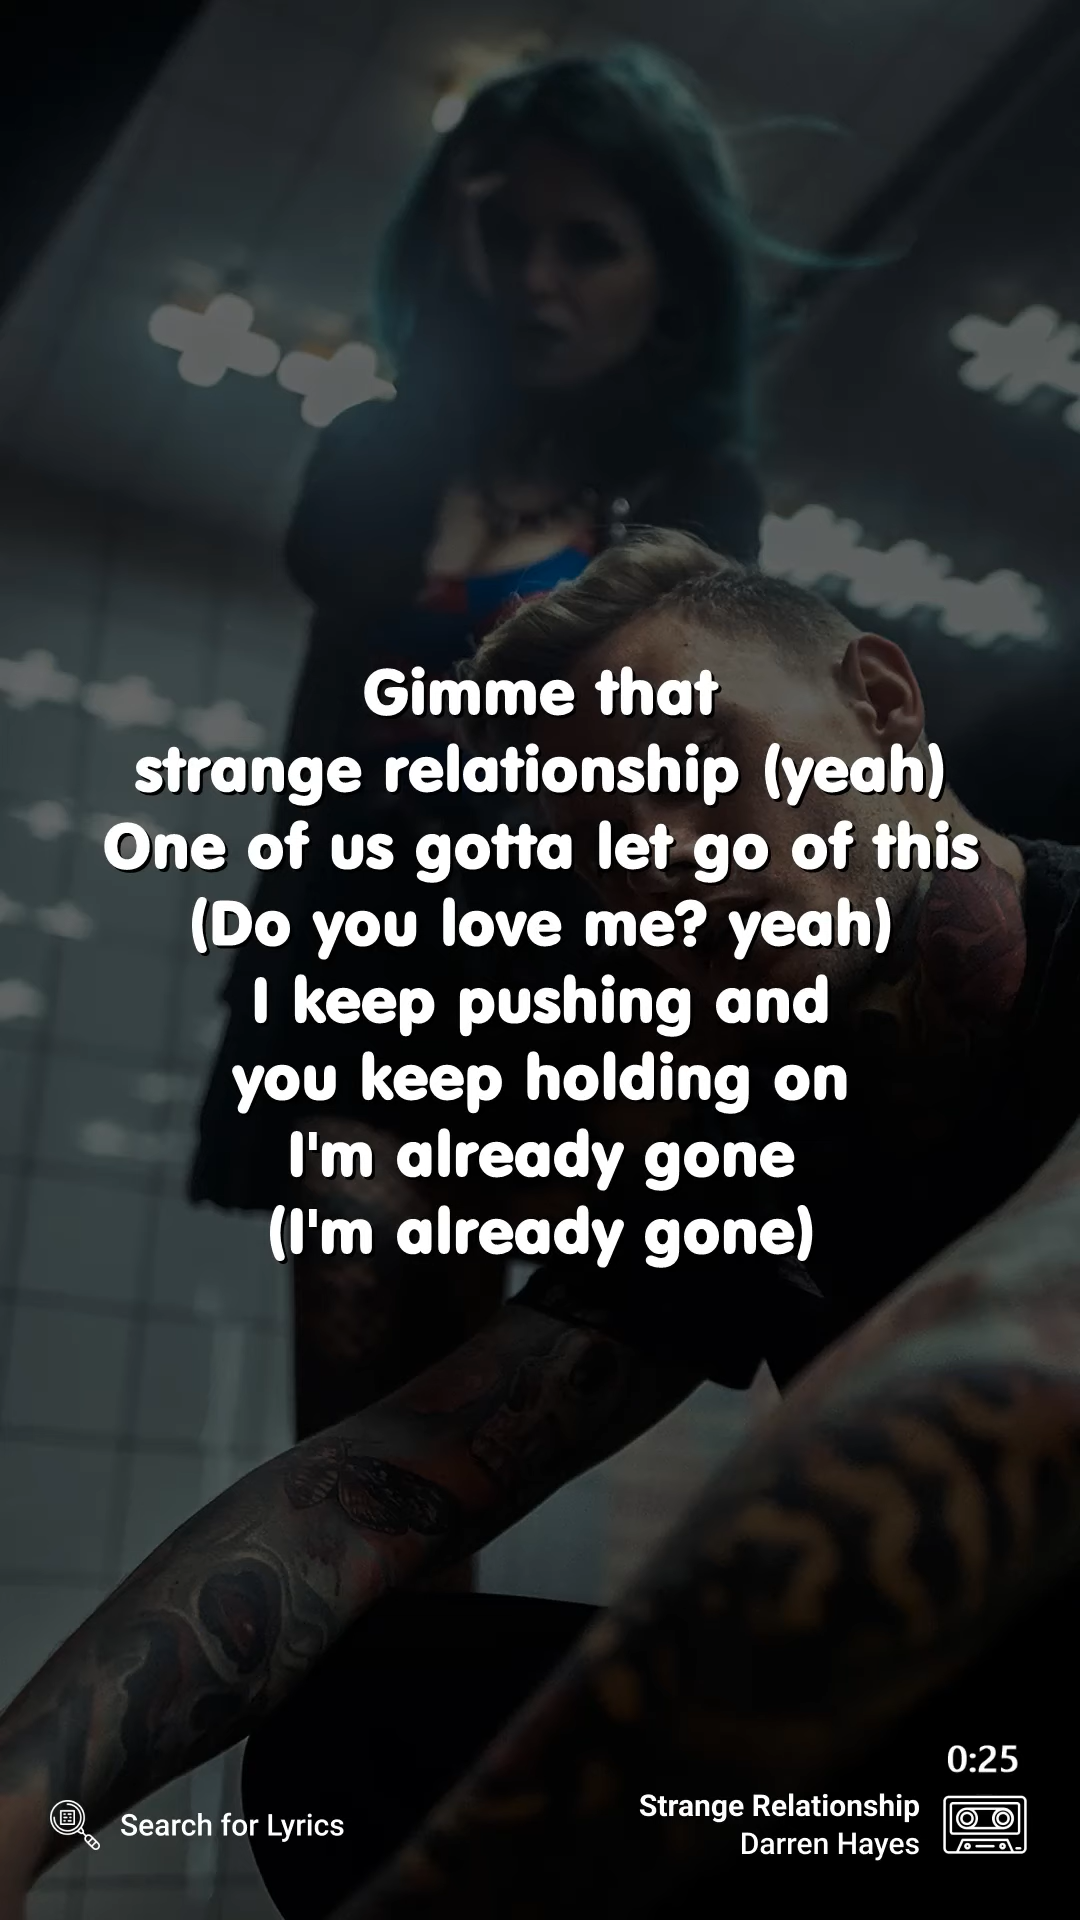 Gimme that
strange relationship (yeah)
One of us gotta let go of this
(Do you love me? yeah)
I keep pushing and
you keep holding on
I'm already gone
(I'm already gone)
0:25
Search for Lyrics
Strange Relationship
Darren Hayes